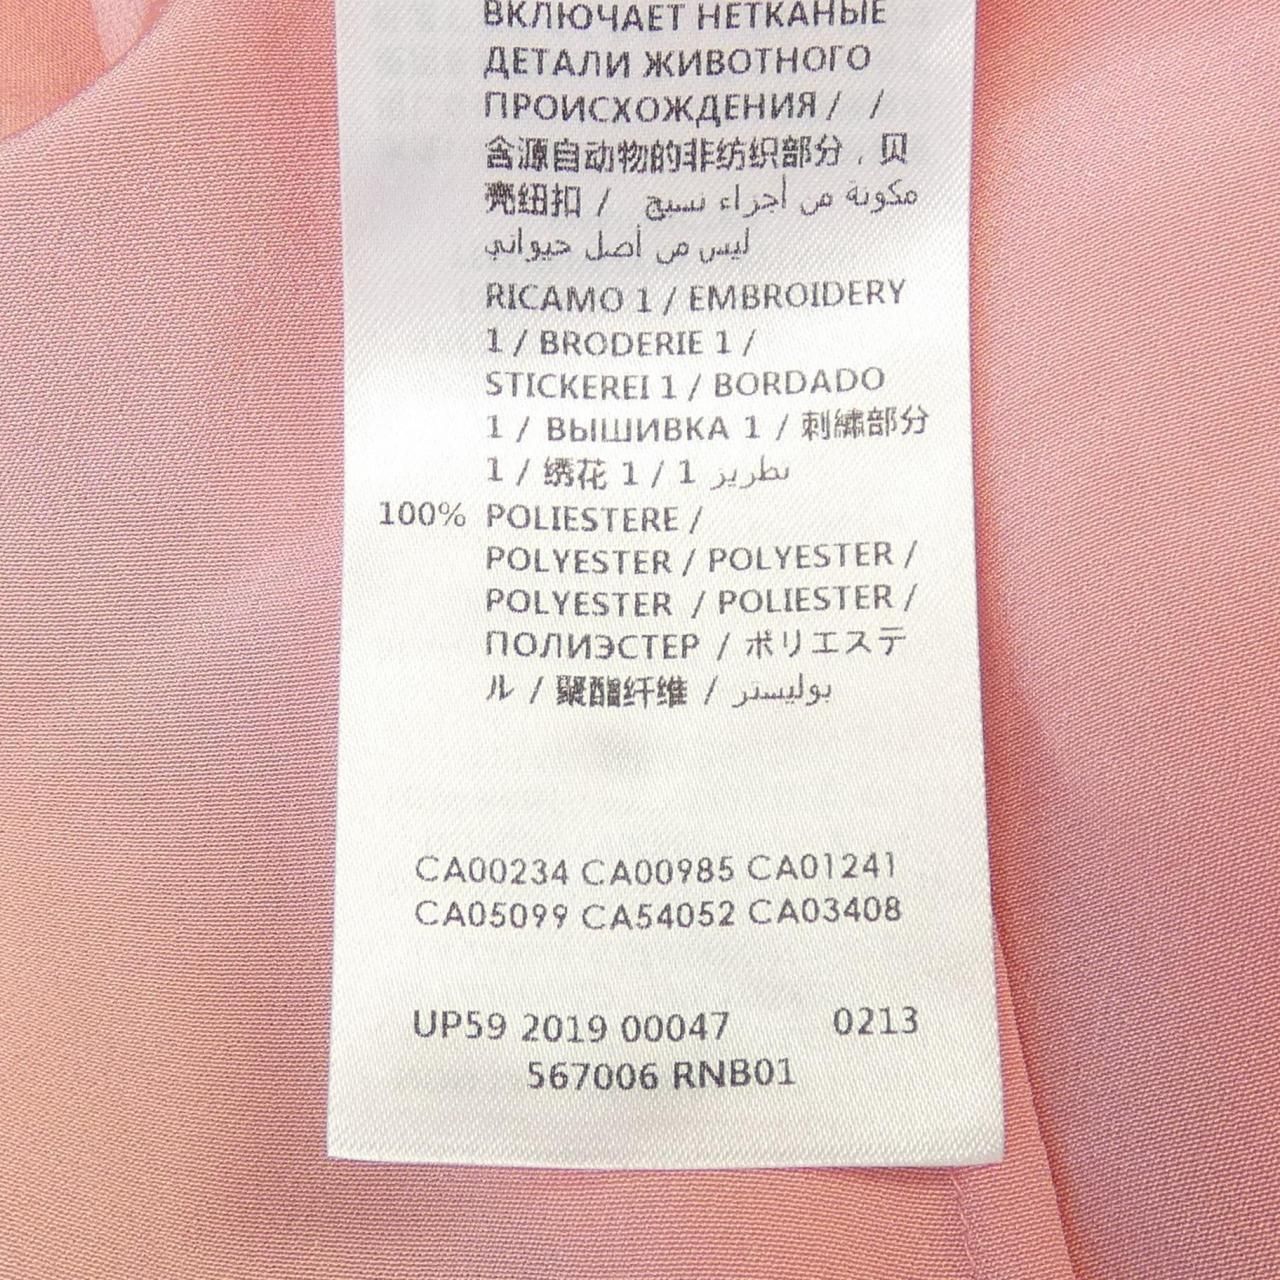 ВКЛЮЧАЕТ НЕТКАНЫЕ
ДЕТАЛИ ЖИВОТНОГО
ПРОИСХОЖДЕНИЯ / /
含源自动物的非纺织部分，贝
壳纽扣 / مكونة من أجزاء نسيج
ليس من أصل حيواني
RICAMO 1 / EMBROIDERY
1 / BRODERIE 1 /
STICKEREI 1 / BORDADO
1 / ВЫШИВКА 1 / 刺繍部分
1 / 绣花 1 / 1 تطريز
100% POLIESTERE /
POLYESTER / POLYESTER /
POLYESTER / POLIESTER /
ПОЛИЭСТЕР / ポリエステ
ル / 聚酯纤维 / بوليستر
CA00234 CA00985 CA01241
CA05099 CA54052 CA03408
UP59 2019 00047 0213
567006 RNB01